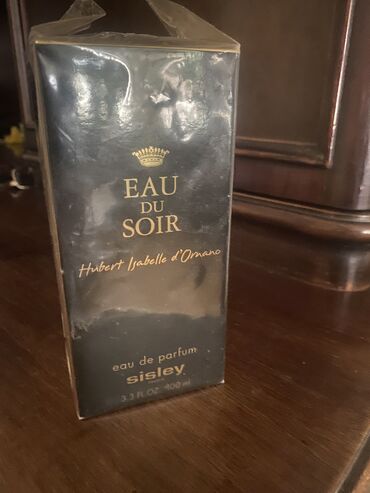 EAU
DU
SOIR
Hubert Isabelle d'Ornano
eau de parfum
sisley
3.3 FL.OZ 100 ml